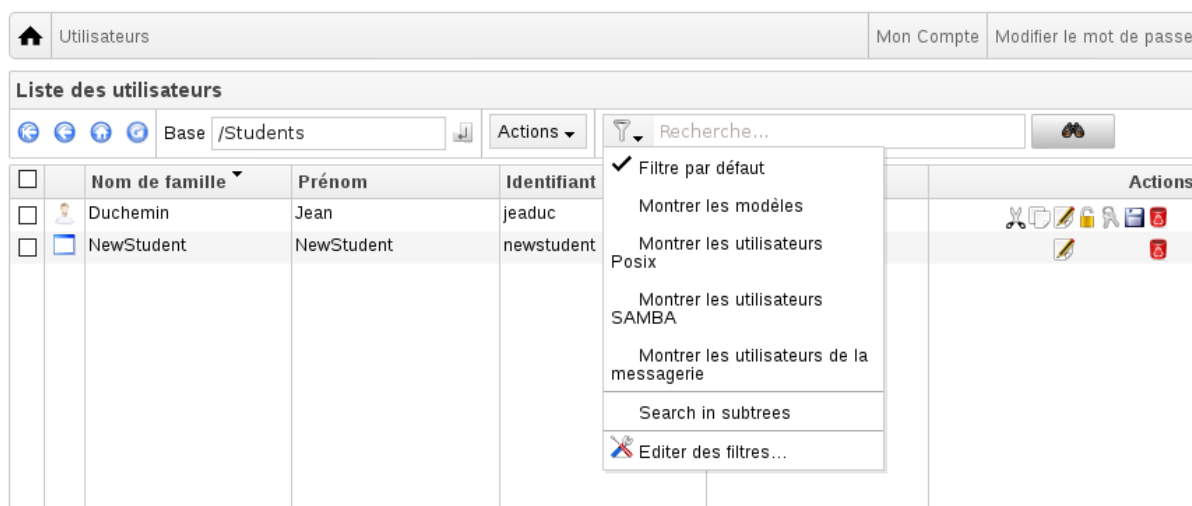 Utilisateurs Mon Compte Modifier le mot de passe
Liste des utilisateurs
Base /Students Actions Recherche...
Nom de famille Prénom Identifiant Actions
Duchemin Jean jeaduc
NewStudent NewStudent newstudent
Filtre par défaut
Montrer les modèles
Montrer les utilisateurs
Posix
Montrer les utilisateurs
SAMBA
Montrer les utilisateurs de la
messagerie
Search in subtrees
Editer des filtres...